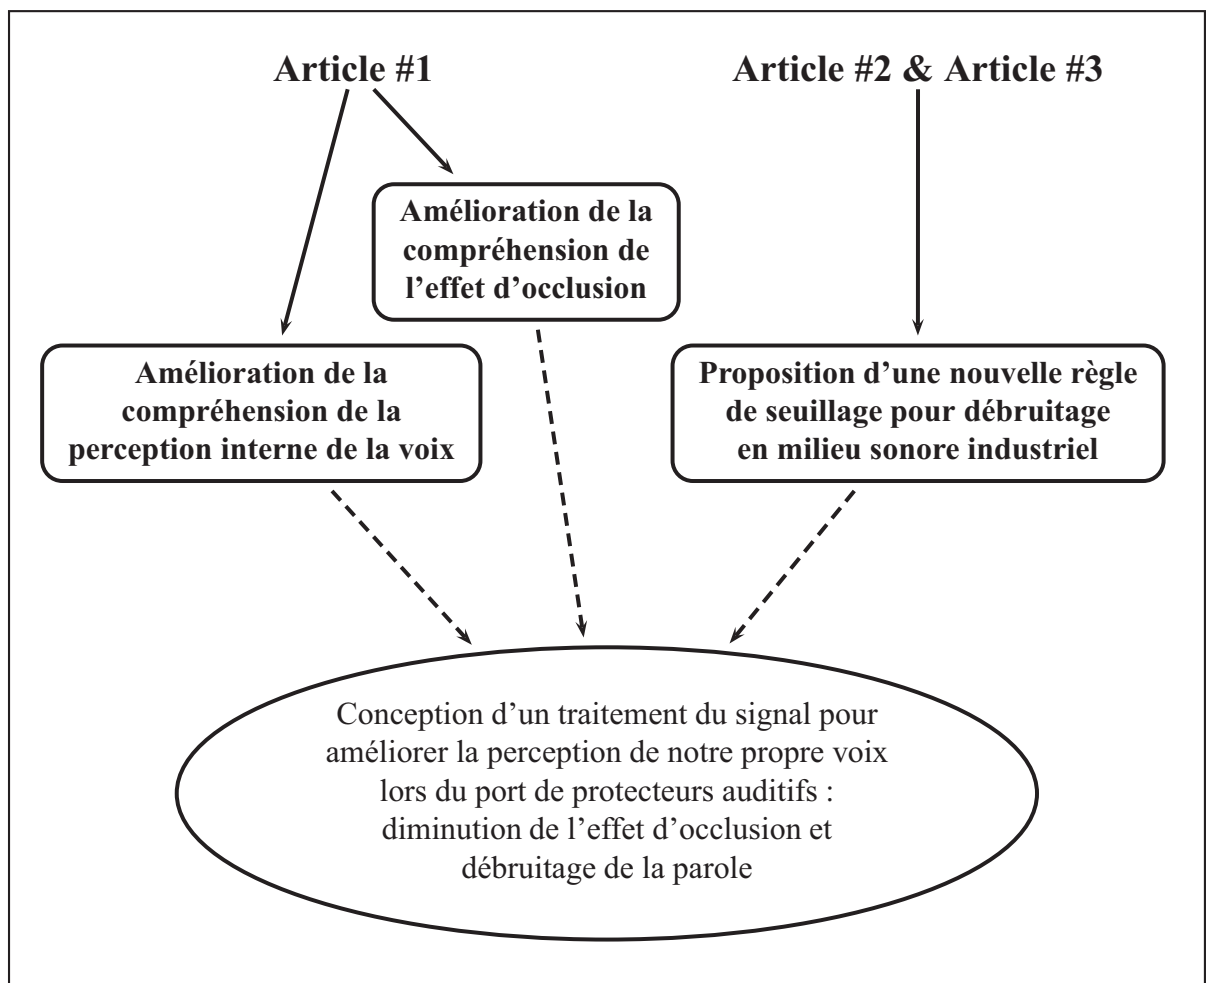 Article #1
Article #2 & Article #3
Amélioration de la
compréhension de
l’effet d’occlusion
Amélioration de la
compréhension de la
perception interne de la voix
Proposition d’une nouvelle règle
de seuillage pour débruitage
en milieu sonore industriel
Conception d’un traitement du signal pour
améliorer la perception de notre propre voix
lors du port de protecteurs auditifs :
diminution de l’effet d’occlusion et
débruitage de la parole